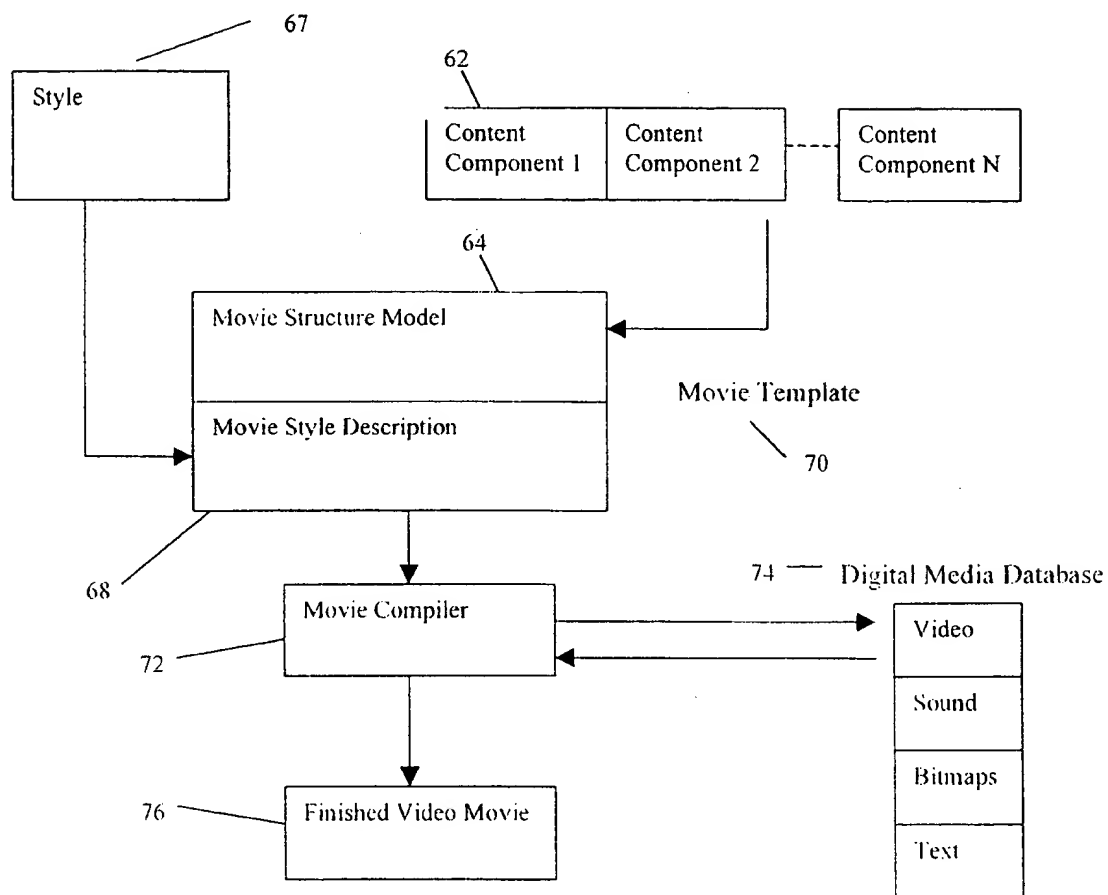 67
Style
62
Content
Component 1
Content
Component 2
Content
Component N
64
Movie Structure Model
Movie Template
70
Movie Style Description
68
74
Digital Media Database
Movie Compiler
72
Video
Sound
Bitmaps
Text
76
Finished Video Movie